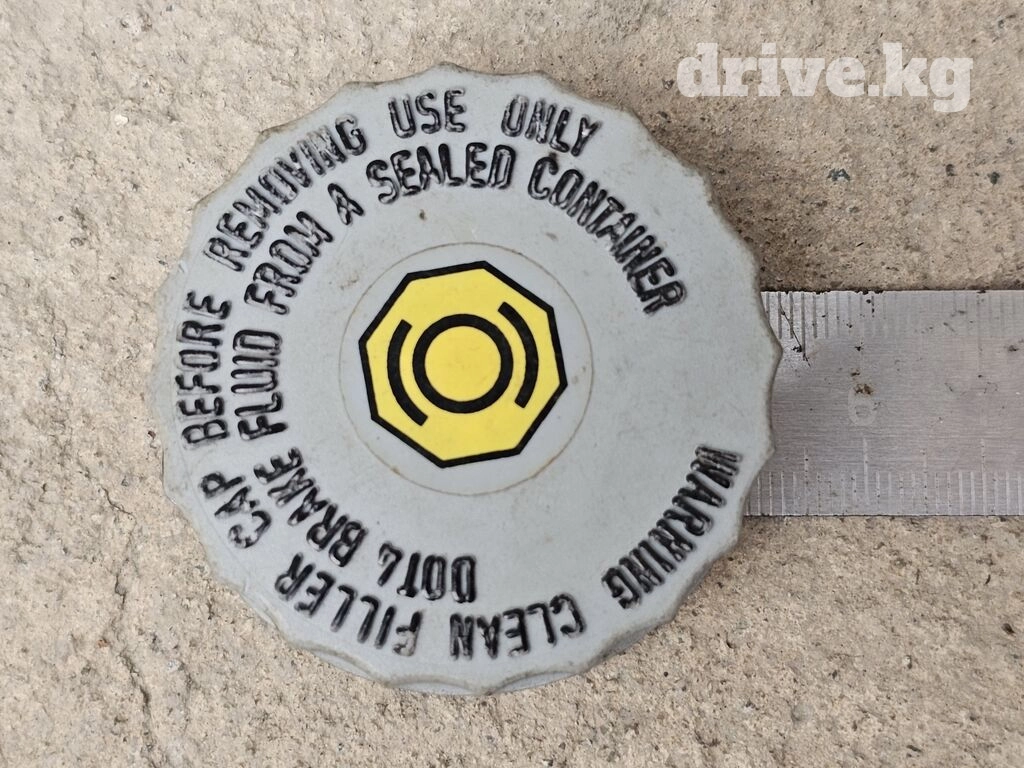 drive.kg
WARNING CLEAN FILLER CAP BEFORE REMOVING USE ONLY
DOT4 BRAKE FLUID FROM A SEALED CONTAINER